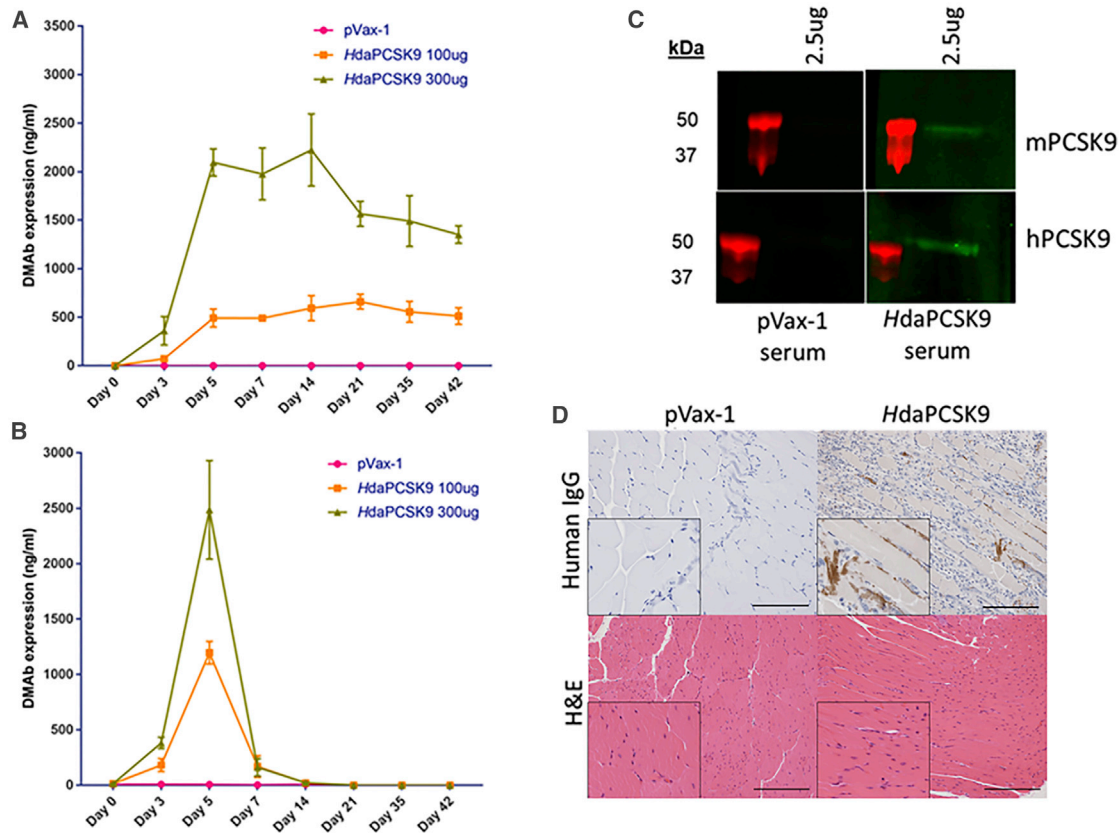 A
DMAb expression (ng/ml)
3500
3000
2500
2000
1500
1000
500
0
pVax-1
HdaPCSK9 100ug
HdaPCSK9 300ug
Day 0
Day 3
Day 5
Day 7
Day 14
Day 21
Day 35
Day 42
B
DMAb expression (ng/ml)
3000
2500
2000
1500
1000
500
0
pVax-1
HdaPCSK9 100ug
HdaPCSK9 300ug
Day 0
Day 3
Day 5
Day 7
Day 14
Day 21
Day 35
Day 42
C
kDa
2.5ug
2.5ug
50
37
mPCSK9
50
37
hPCSK9
pVax-1
serum
HdaPCSK9
serum
D
pVax-1
HdaPCSK9
Human IgG
H&E